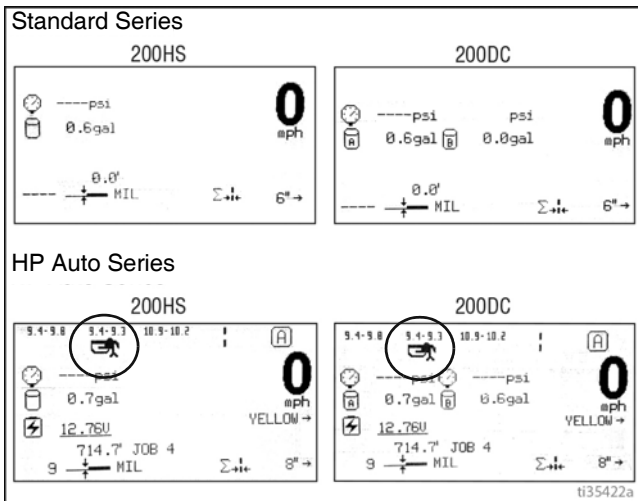 Standard Series
200HS
----psi
0.6gal
0
mph
0.0'
---- MIL
6"→
200DC
----psi psi
A 0.6gal B 0.0gal
0
mph
0.0'
---- MIL
6"→
HP Auto Series
200HS
9.4-9.8 9.4-9.3 10.9-10.2
A
----psi
0.7gal
0
mph
YELLOW→
12.76V
714.7' JOB 4
9 MIL
8"→
200DC
9.4-9.8 9.4-9.3 10.9-10.2
A
----psi ----psi
A 0.7gal B 0.6gal
0
mph
YELLOW→
12.76V
714.7' JOB 4
9 MIL
8"→
ti35422a